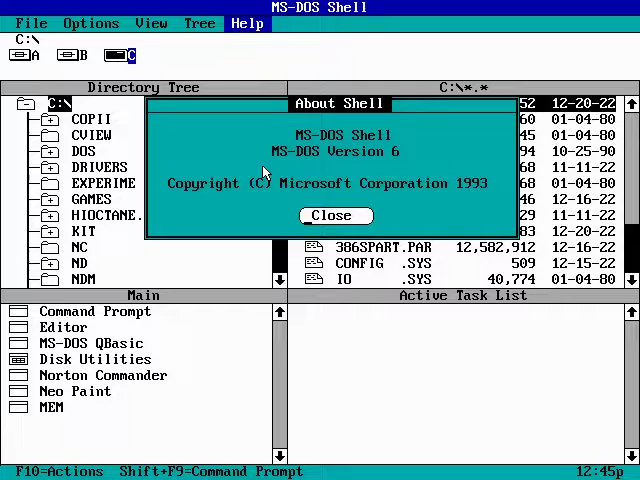 MS-DOS Shell
File Options View Tree Help
C:\
A B C
Directory Tree C:\*.*
C:\ 52 12-20-22
COPII 60 01-04-80
CVIEW 45 01-04-80
DOS 94 10-25-90
DRIVERS 68 11-11-22
EXPERIME 68 01-04-80
GAMES 46 12-16-22
HIOCTANE. 29 11-11-22
KIT 83 12-20-22
NC 386SPART.PAR 12,582,912 12-16-22
ND CONFIG .SYS 509 12-15-22
NDM IO .SYS 40,774 01-04-80
About Shell
MS-DOS Shell
MS-DOS Version 6
Copyright (C) Microsoft Corporation 1993
Close
Main Active Task List
Command Prompt
Editor
MS-DOS QBasic
Disk Utilities
Norton Commander
Neo Paint
MEM
F10=Actions Shift+F9=Command Prompt 12:45p